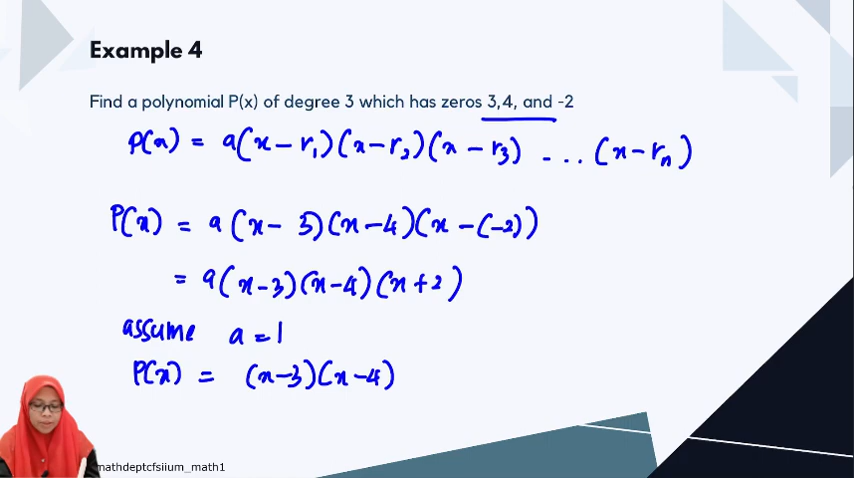 Example 4
Find a polynomial P(x) of degree 3 which has zeros 3,4, and -2
P(x) = a(x - r₁)(x - r₂)(x - r₃) - ... (x - rₙ)
P(x) = a(x - 3)(x - 4)(x - (-2))
= a(x - 3)(x - 4)(x + 2)
assume a = 1
P(x) = (x - 3)(x - 4)
mathdeptcfsiium_math1